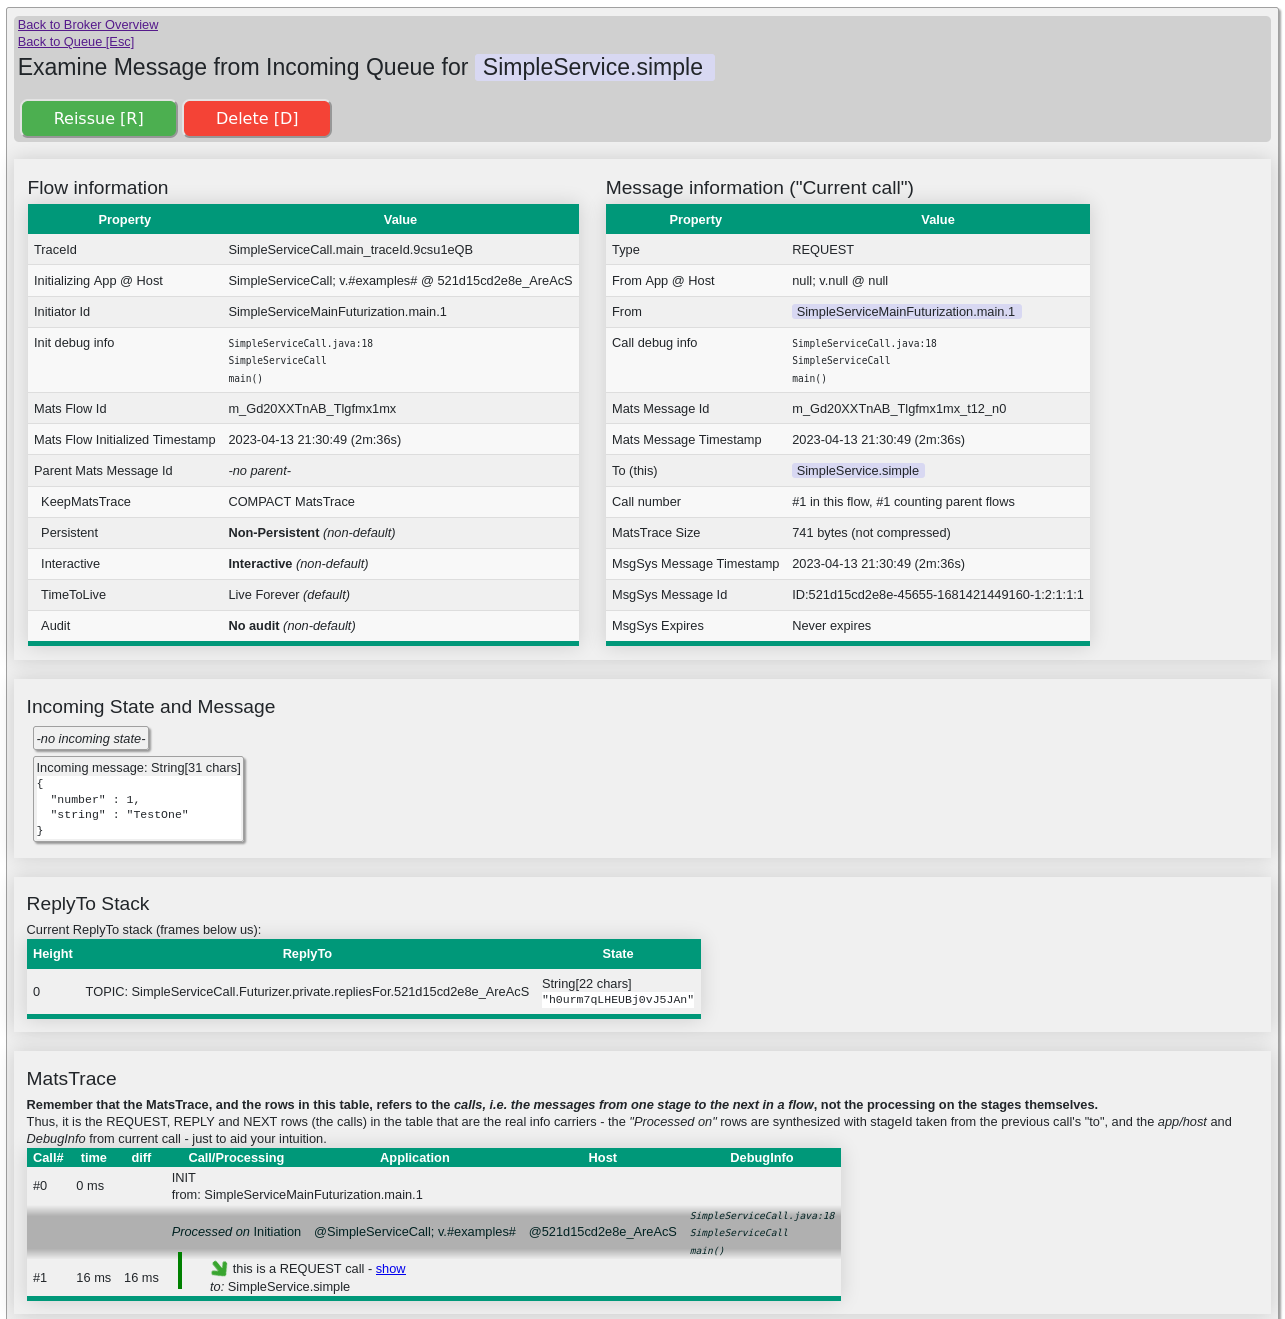 Back to Broker Overview
Back to Queue [Esc]
Examine Message from Incoming Queue for SimpleService.simple
Reissue [R] Delete [D]
Flow information
Property Value
TraceId SimpleServiceCall.main_traceId.9csu1eQB
Initializing App @ Host SimpleServiceCall; v.#examples# @ 521d15cd2e8e_AreAcS
Initiator Id SimpleServiceMainFuturization.main.1
Init debug info SimpleServiceCall.java:18
SimpleServiceCall
main()
Mats Flow Id m_Gd20XXTnAB_Tlgfmx1mx
Mats Flow Initialized Timestamp 2023-04-13 21:30:49 (2m:36s)
Parent Mats Message Id -no parent-
KeepMatsTrace COMPACT MatsTrace
Persistent Non-Persistent (non-default)
Interactive Interactive (non-default)
TimeToLive Live Forever (default)
Audit No audit (non-default)
Message information ("Current call")
Property Value
Type REQUEST
From App @ Host null; v.null @ null
From SimpleServiceMainFuturization.main.1
Call debug info SimpleServiceCall.java:18
SimpleServiceCall
main()
Mats Message Id m_Gd20XXTnAB_Tlgfmx1mx_t12_n0
Mats Message Timestamp 2023-04-13 21:30:49 (2m:36s)
To (this) SimpleService.simple
Call number #1 in this flow, #1 counting parent flows
MatsTrace Size 741 bytes (not compressed)
MsgSys Message Timestamp 2023-04-13 21:30:49 (2m:36s)
MsgSys Message Id ID:521d15cd2e8e-45655-1681421449160-1:2:1:1:1
MsgSys Expires Never expires
Incoming State and Message
-no incoming state-
Incoming message: String[31 chars]
{
"number" : 1,
"string" : "TestOne"
}
ReplyTo Stack
Current ReplyTo stack (frames below us):
Height ReplyTo State
0 TOPIC: SimpleServiceCall.Futurizer.private.repliesFor.521d15cd2e8e_AreAcS String[22 chars]
"h0urm7qLHEUBj0vJ5JAn"
MatsTrace
Remember that the MatsTrace, and the rows in this table, refers to the calls, i.e. the messages from one stage to the next in a flow, not the processing on the stages themselves.
Thus, it is the REQUEST, REPLY and NEXT rows (the calls) in the table that are the real info carriers - the "Processed on" rows are synthesized with stageId taken from the previous call's "to", and the app/host and
DebugInfo from current call - just to aid your intuition.
Call# time diff Call/Processing Application Host DebugInfo
#0 0 ms INIT
from: SimpleServiceMainFuturization.main.1
Processed on Initiation @SimpleServiceCall; v.#examples# @521d15cd2e8e_AreAcS SimpleServiceCall.java:18
SimpleServiceCall
main()
#1 16 ms 16 ms this is a REQUEST call - show
to: SimpleService.simple